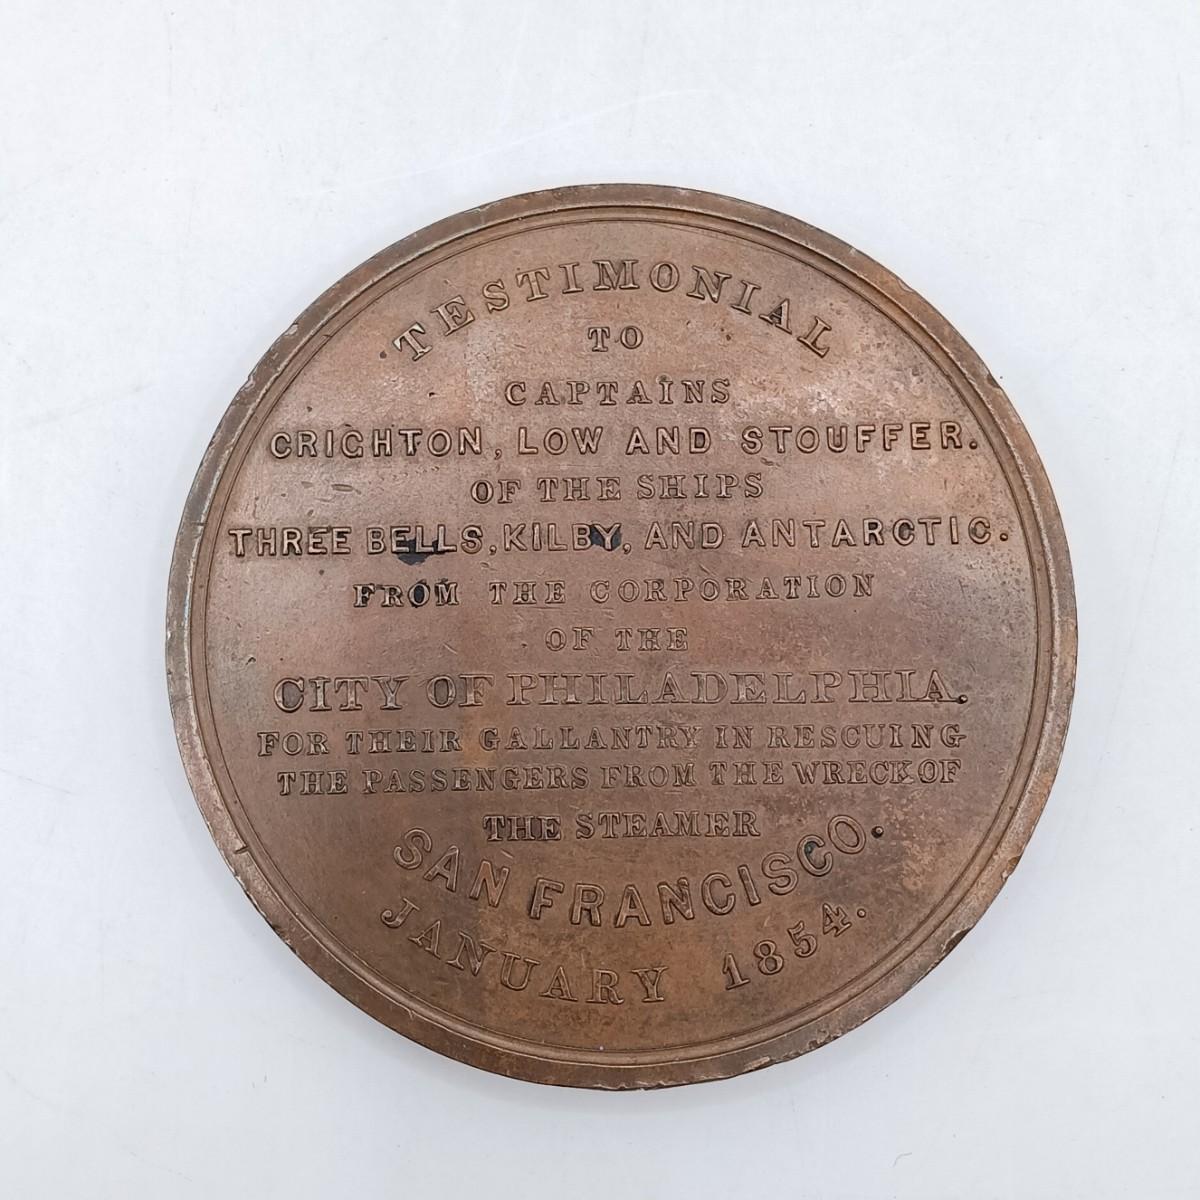 TESTIMONIAL
TO
CAPTAINS
CRIGHTON, LOW AND STOUFFER.
OF THE SHIPS
THREE BELLS, KILBY, AND ANTARCTIC.
FROM THE CORPORATION
OF THE
CITY OF PHILADELPHIA.
FOR THEIR GALLANTRY IN RESCUING
THE PASSENGERS FROM THE WRECK OF
THE STEAMER
SAN FRANCISCO.
JANUARY 1854.